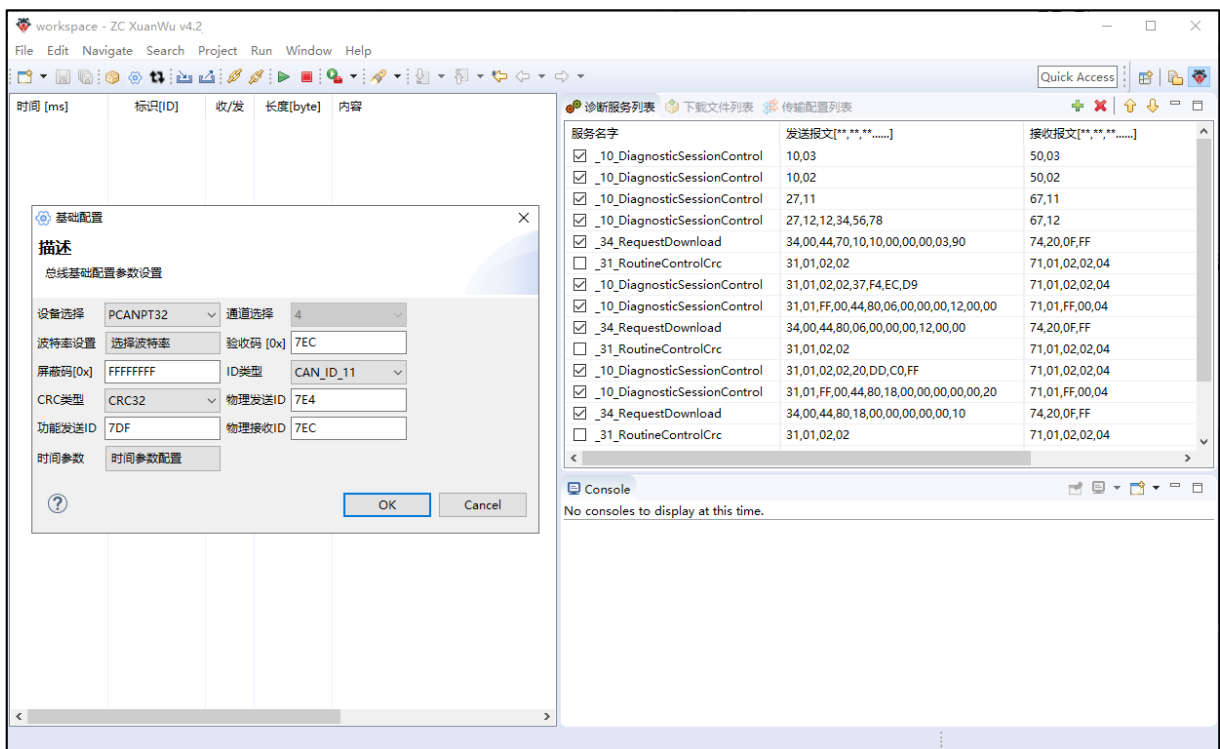 workspace - ZC XuanWu v4.2
File Edit Navigate Search Project Run Window Help
Quick Access
时间 [ms] 标识[ID] 收/发 长度[byte] 内容
诊断服务列表 下载文件列表 传输配置列表
服务名字 发送报文[**,**,**......] 接收报文[**,**,**......]
_10_DiagnosticSessionControl 10,03 50,03
_10_DiagnosticSessionControl 10,02 50,02
_10_DiagnosticSessionControl 27,11 67,11
_10_DiagnosticSessionControl 27,12,12,34,56,78 67,12
_34_RequestDownload 34,00,44,70,10,10,00,00,00,03,90 74,20,0F,FF
_31_RoutineControlCrc 31,01,02,02 71,01,02,02,04
_10_DiagnosticSessionControl 31,01,02,02,37,F4,EC,D9 71,01,02,02,04
_10_DiagnosticSessionControl 31,01,FF,00,44,80,06,00,00,00,12,00,00 71,01,FF,00,04
_34_RequestDownload 34,00,44,80,06,00,00,00,12,00,00 74,20,0F,FF
_31_RoutineControlCrc 31,01,02,02 71,01,02,02,04
_10_DiagnosticSessionControl 31,01,02,02,20,DD,C0,FF 71,01,02,02,04
_10_DiagnosticSessionControl 31,01,FF,00,44,80,18,00,00,00,00,00,20 71,01,FF,00,04
_34_RequestDownload 34,00,44,80,18,00,00,00,00,00,10 74,20,0F,FF
_31_RoutineControlCrc 31,01,02,02 71,01,02,02,04
基础配置
描述
总线基础配置参数设置
设备选择 PCANPT32 通道选择 4
波特率设置 选择波特率 验收码 [0x] 7EC
屏蔽码[0x] FFFFFFFF ID类型 CAN_ID_11
CRC类型 CRC32 物理发送ID 7E4
功能发送ID 7DF 物理接收ID 7EC
时间参数 时间参数配置
OK Cancel
Console
No consoles to display at this time.